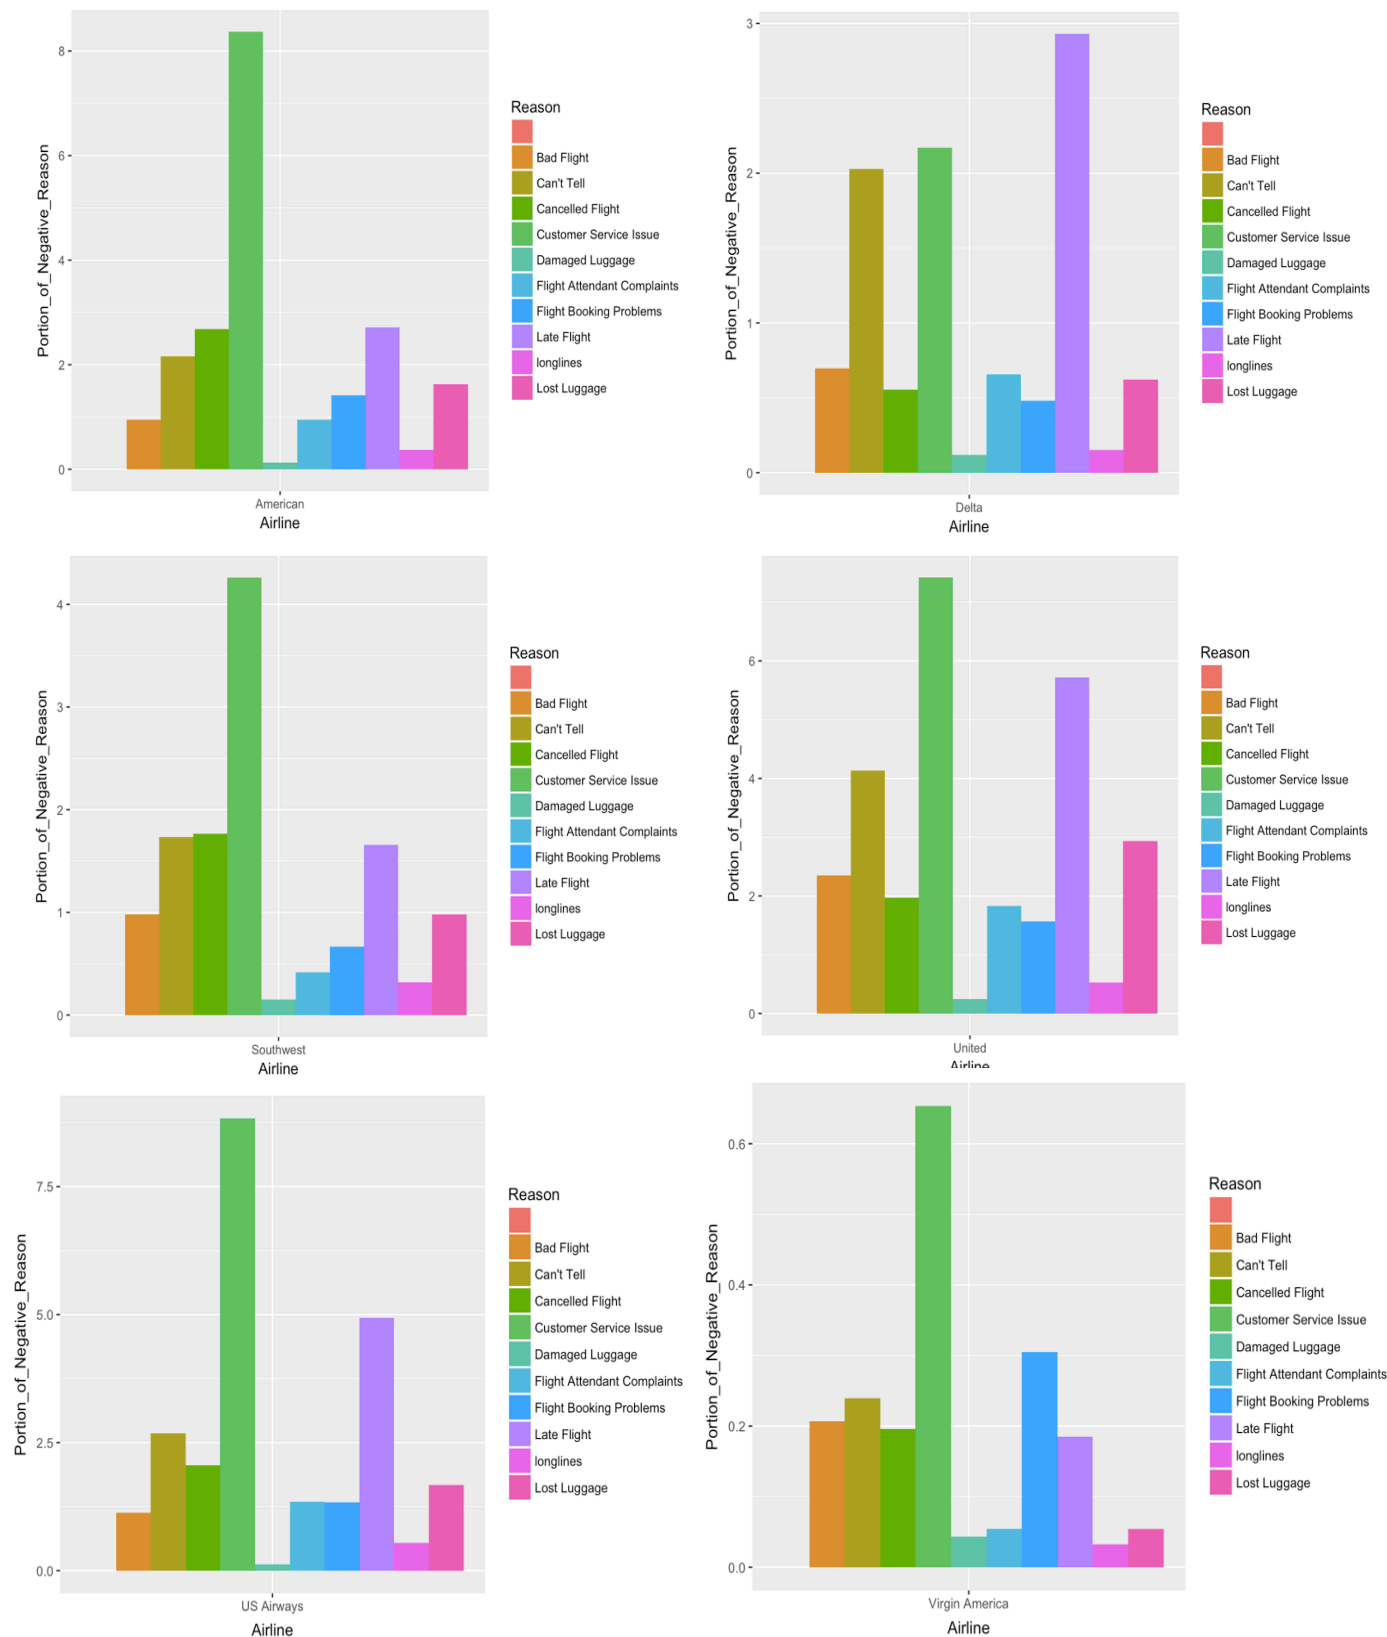 8
6
4
2
0
Portion_of_Negative_Reason
American
Airline
Reason
Bad Flight
Can't Tell
Cancelled Flight
Customer Service Issue
Damaged Luggage
Flight Attendant Complaints
Flight Booking Problems
Late Flight
longlines
Lost Luggage
3
2
1
0
Portion_of_Negative_Reason
Delta
Airline
Reason
Bad Flight
Can't Tell
Cancelled Flight
Customer Service Issue
Damaged Luggage
Flight Attendant Complaints
Flight Booking Problems
Late Flight
longlines
Lost Luggage
4
3
2
1
0
Portion_of_Negative_Reason
Southwest
Airline
Reason
Bad Flight
Can't Tell
Cancelled Flight
Customer Service Issue
Damaged Luggage
Flight Attendant Complaints
Flight Booking Problems
Late Flight
longlines
Lost Luggage
6
4
2
0
Portion_of_Negative_Reason
United
Airline
Reason
Bad Flight
Can't Tell
Cancelled Flight
Customer Service Issue
Damaged Luggage
Flight Attendant Complaints
Flight Booking Problems
Late Flight
longlines
Lost Luggage
7.5
5.0
2.5
0.0
Portion_of_Negative_Reason
US Airways
Airline
Reason
Bad Flight
Can't Tell
Cancelled Flight
Customer Service Issue
Damaged Luggage
Flight Attendant Complaints
Flight Booking Problems
Late Flight
longlines
Lost Luggage
0.6
0.4
0.2
0.0
Portion_of_Negative_Reason
Virgin America
Airline
Reason
Bad Flight
Can't Tell
Cancelled Flight
Customer Service Issue
Damaged Luggage
Flight Attendant Complaints
Flight Booking Problems
Late Flight
longlines
Lost Luggage